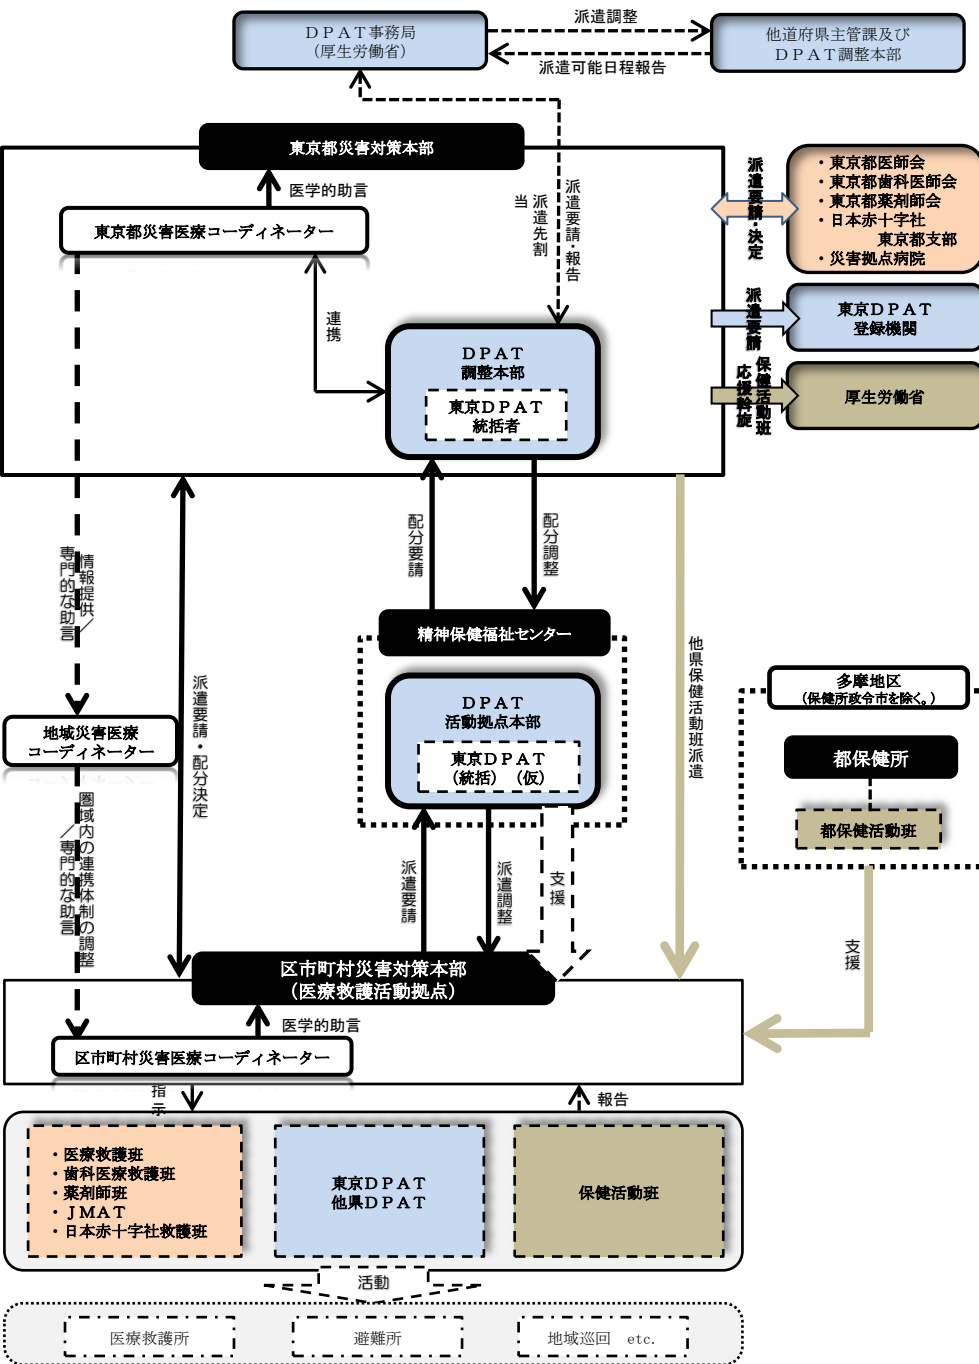 ＤＰＡＴ事務局
（厚生労働省）
派遣調整
派遣可能日程報告
他道府県主管課及び
ＤＰＡＴ調整本部
東京都災害対策本部
医学的助言
東京都災害医療コーディネーター
派遣先割
当
派遣要請・報告
連携
ＤＰＡＴ
調整本部
東京ＤＰＡＴ
統括者
派遣要請・決定
・東京都医師会
・東京都歯科医師会
・東京都薬剤師会
・日本赤十字社
東京都支部
・災害拠点病院
派遣要請
東京ＤＰＡＴ
登録機関
保健活動班
応援斡旋
厚生労働省
配分要請
配分調整
情報提供／
専門的な助言
精神保健福祉センター
ＤＰＡＴ
活動拠点本部
東京ＤＰＡＴ
（統括）（仮）
地域災害医療
コーディネーター
派遣要請・配分決定
他県保健活動班派遣
多摩地区
（保健所政令市を除く。）
都保健所
都保健活動班
圏域内の連携体制の調整
／専門的な助言
派遣要請
派遣調整
支援
支援
区市町村災害対策本部
（医療救護活動拠点）
医学的助言
区市町村災害医療コーディネーター
指示
報告
・医療救護班
・歯科医療救護班
・薬剤師班
・ＪＭＡＴ
・日本赤十字社救護班
東京ＤＰＡＴ
他県ＤＰＡＴ
保健活動班
活動
医療救護所
避難所
地域巡回　etc.